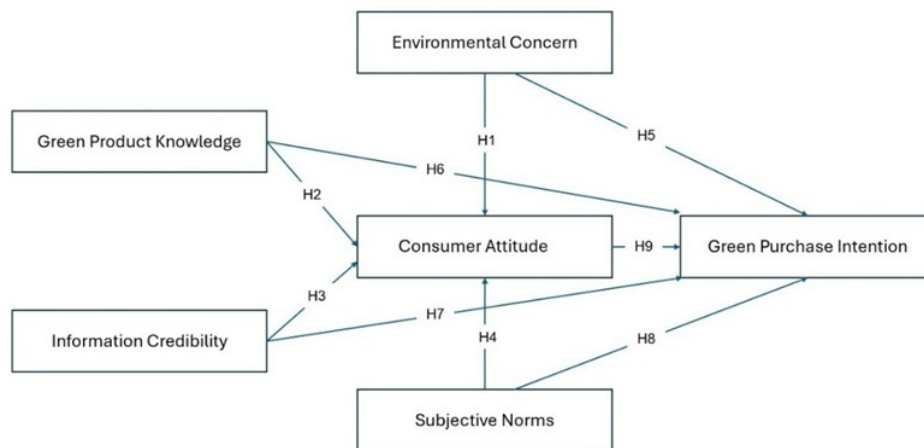 Environmental Concern
H5
H1
Green Product Knowledge
H6
H2
Consumer Attitude
H9
Green Purchase Intention
H3
H7
Information Credibility
H4
H8
Subjective Norms